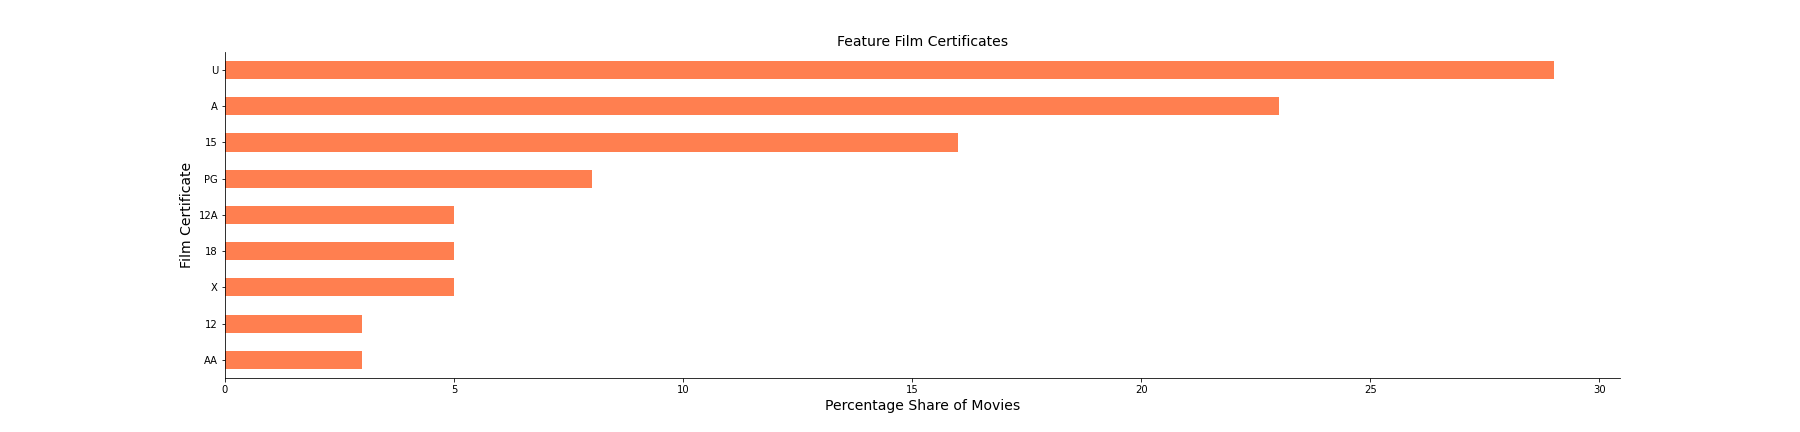 Feature Film Certificates
Film Certificate
U
A
15
PG
12A
18
X
12
AA
0 5 10 15 20 25 30
Percentage Share of Movies